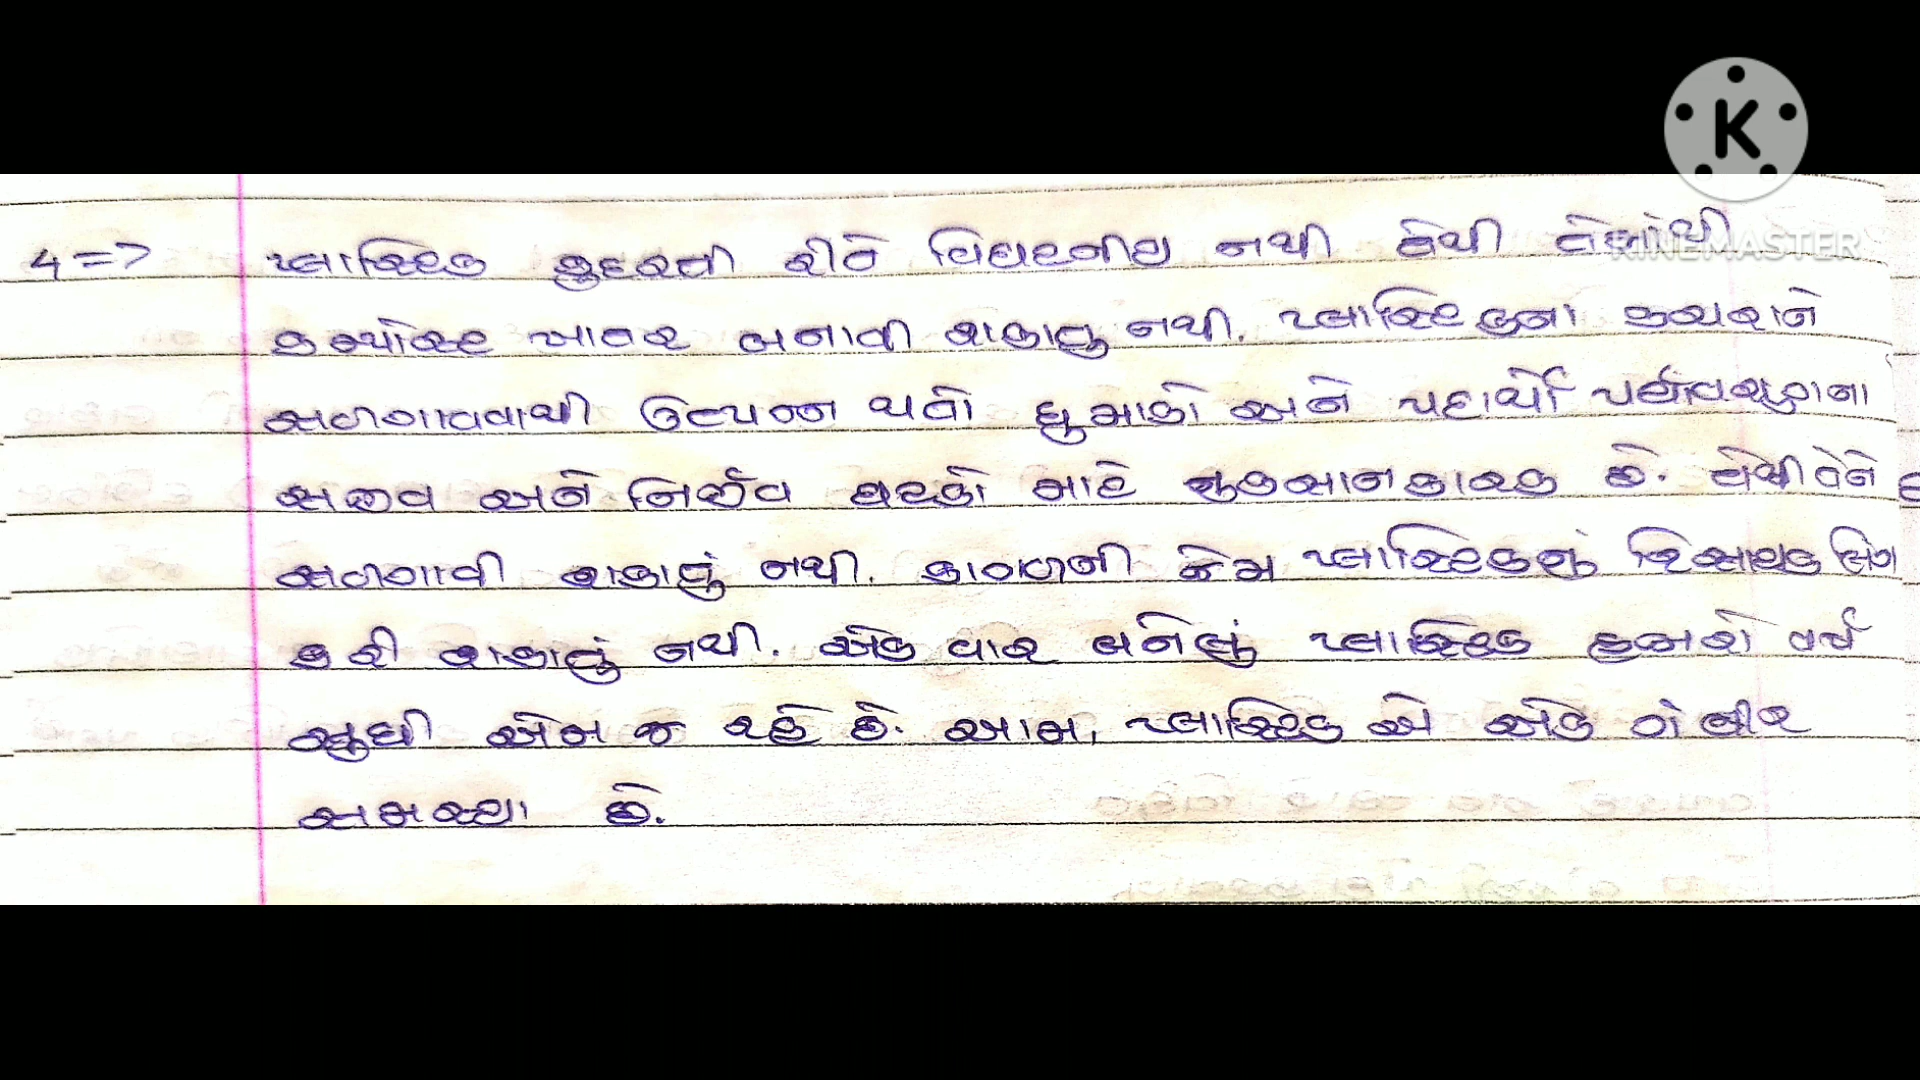 K
KINEMASTER
4 => પ્લાસ્ટિક કુદરતી રીતે વિઘટનીય નથી તેથી તેમાંથી
કમ્પોસ્ટ ખાતર બનાવી શકાતુ નથી. પ્લાસ્ટિકના કચરાને
સળગાવવાથી ઉત્પન્ન થતો ધુમાડો અને પદાર્થો પર્યાવરણના
સજીવ અને નિર્જીવ ઘટકો માટે નુકસાનકારક છે. તેથી તેને
સળગાવી શકાતું નથી. કાગળની જેમ પ્લાસ્ટિકનું રિસાયકલિંગ
કરી શકાતું નથી. એક વાર બનેલું પ્લાસ્ટિક હજારો વર્ષ
સુધી એમ જ રહે છે. આમ, પ્લાસ્ટિક એ એક ગંભીર
સમસ્યા છે.